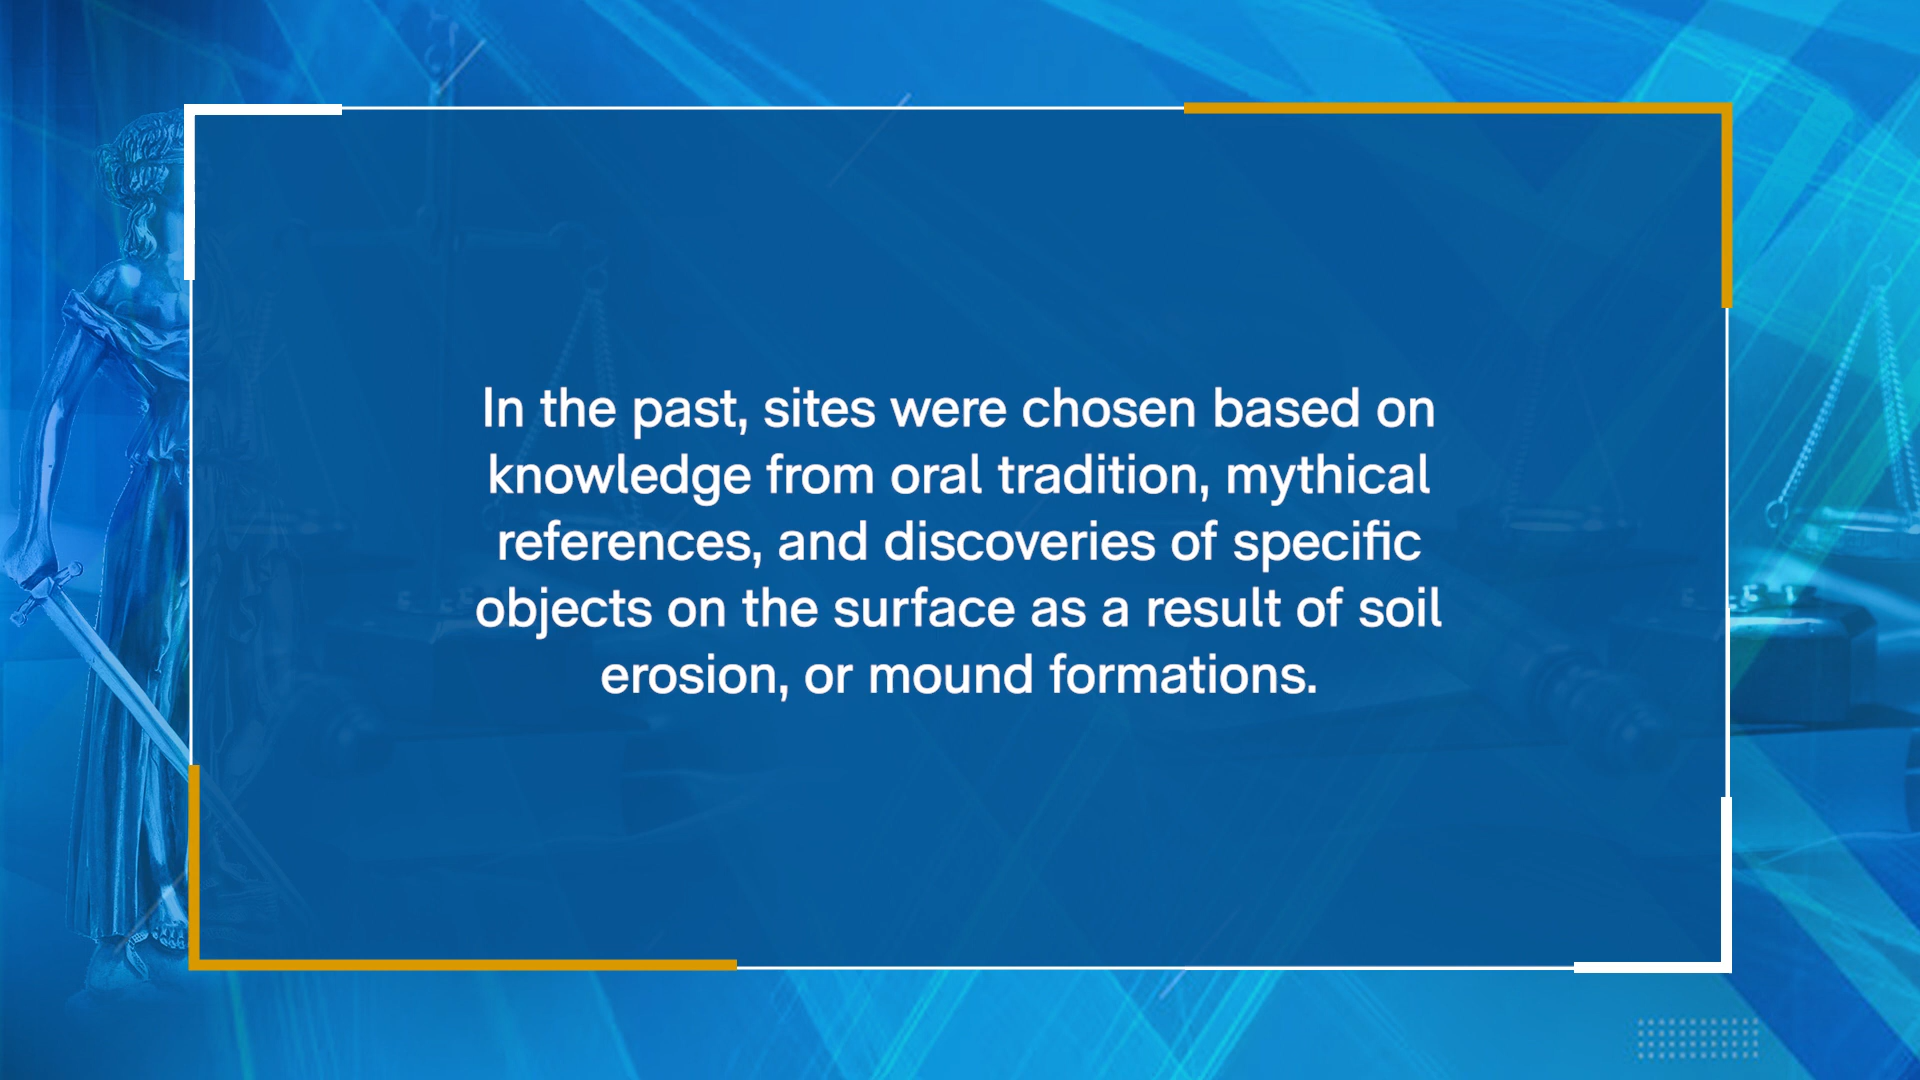 In the past, sites were chosen based on
knowledge from oral tradition, mythical
references, and discoveries of specific
objects on the surface as a result of soil
erosion, or mound formations.